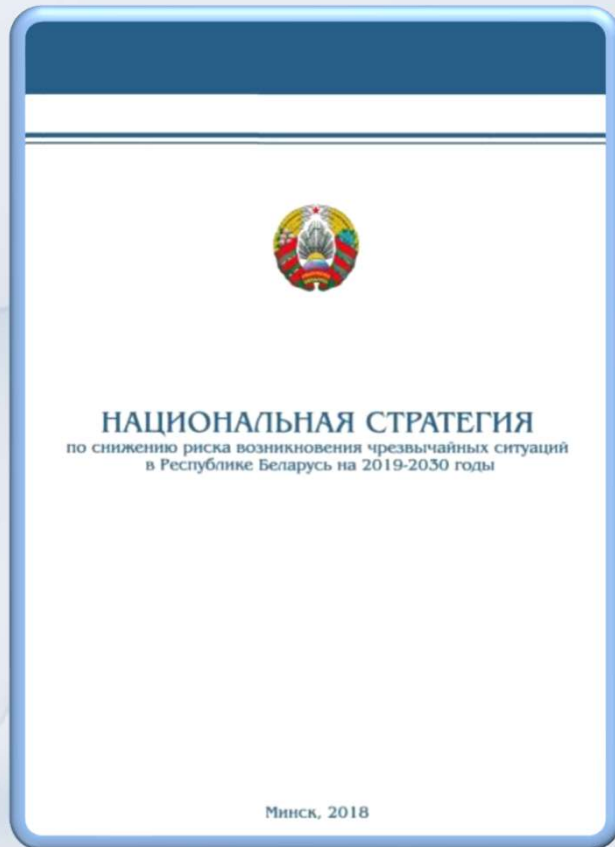 НАЦИОНАЛЬНАЯ СТРАТЕГИЯ
по снижению риска возникновения чрезвычайных ситуаций
в Республике Беларусь на 2019-2030 годы
Минск, 2018